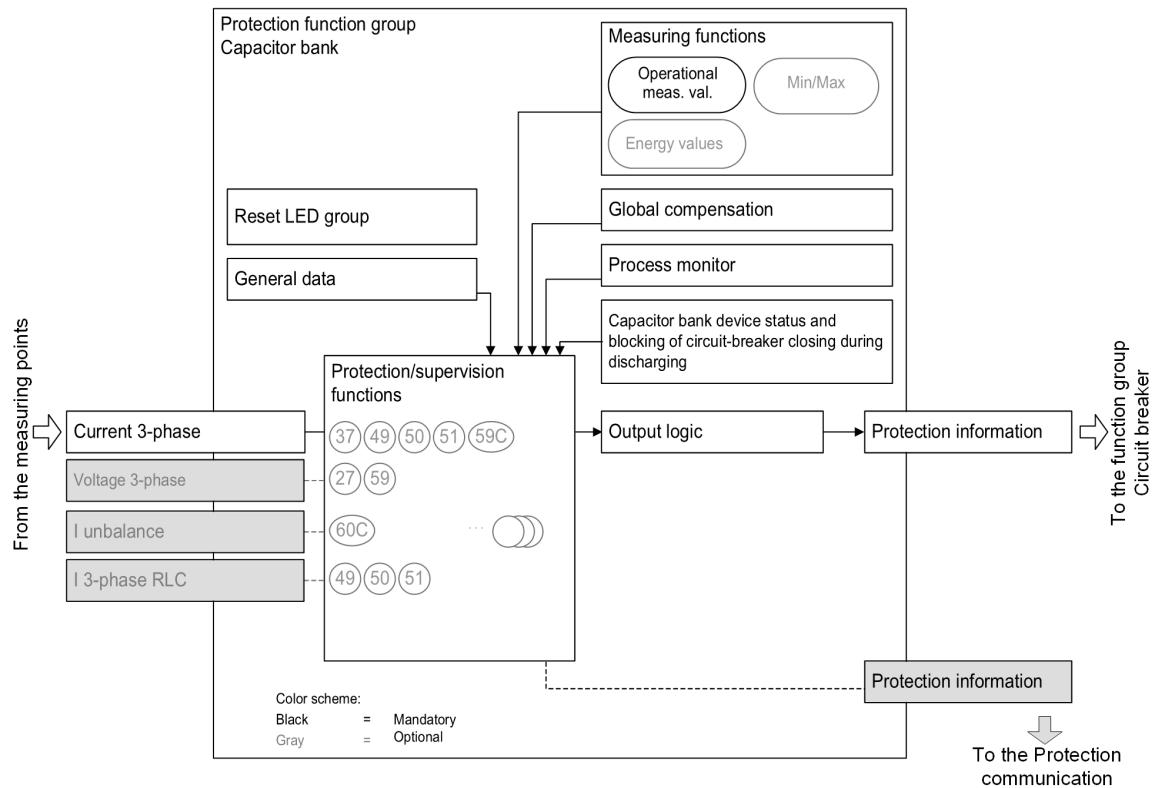 Protection function group
Capacitor bank
Measuring functions
Operational
meas. val.
Min/Max
Energy values
Reset LED group
Global compensation
General data
Process monitor
Capacitor bank device status and
blocking of circuit-breaker closing during
discharging
From the measuring points
Protection/supervision
functions
Current 3-phase
37 49 50 51 59C
Output logic
Protection information
To the function group
Circuit breaker
Voltage 3-phase
27 59
I unbalance
60C ...
I 3-phase RLC
49 50 51
Protection information
Color scheme:
Black = Mandatory
Gray = Optional
To the Protection
communication